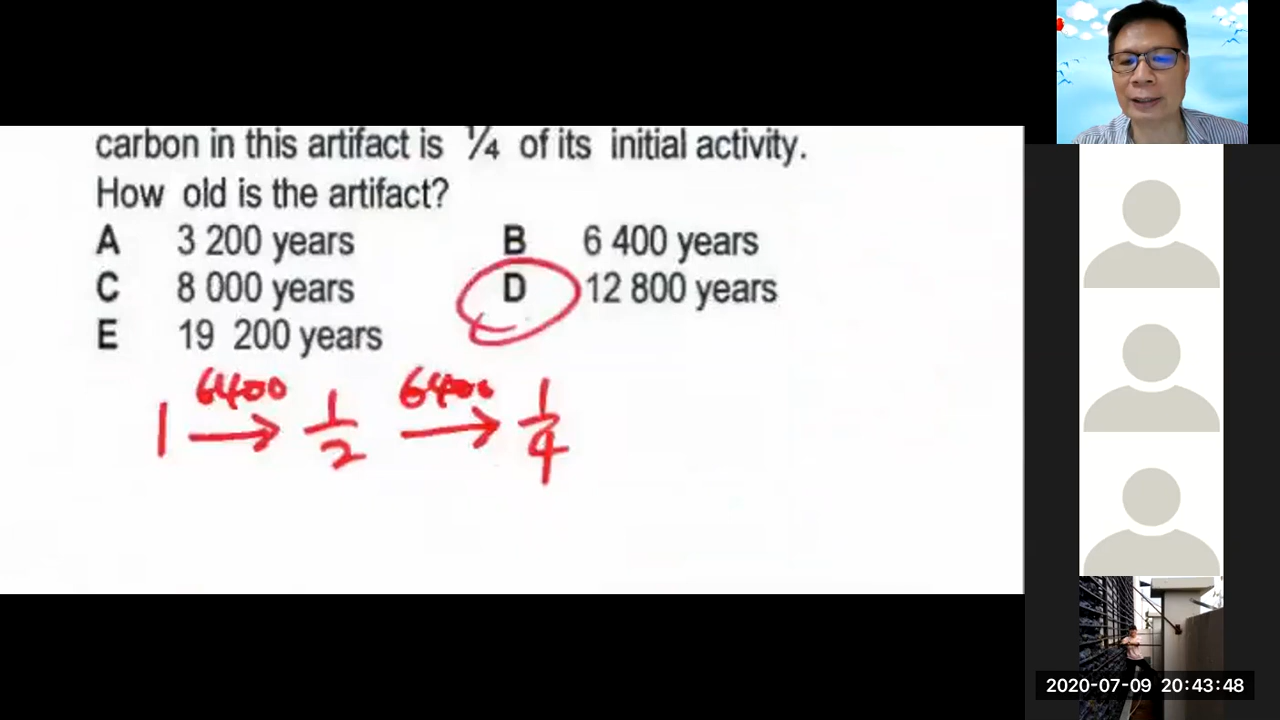 carbon in this artifact is ¼ of its initial activity.
How old is the artifact?
A 3 200 years B 6 400 years
C 8 000 years D 12 800 years
E 19 200 years
6400 6400
1 → 1/2 → 1/4
2020-07-09 20:43:48